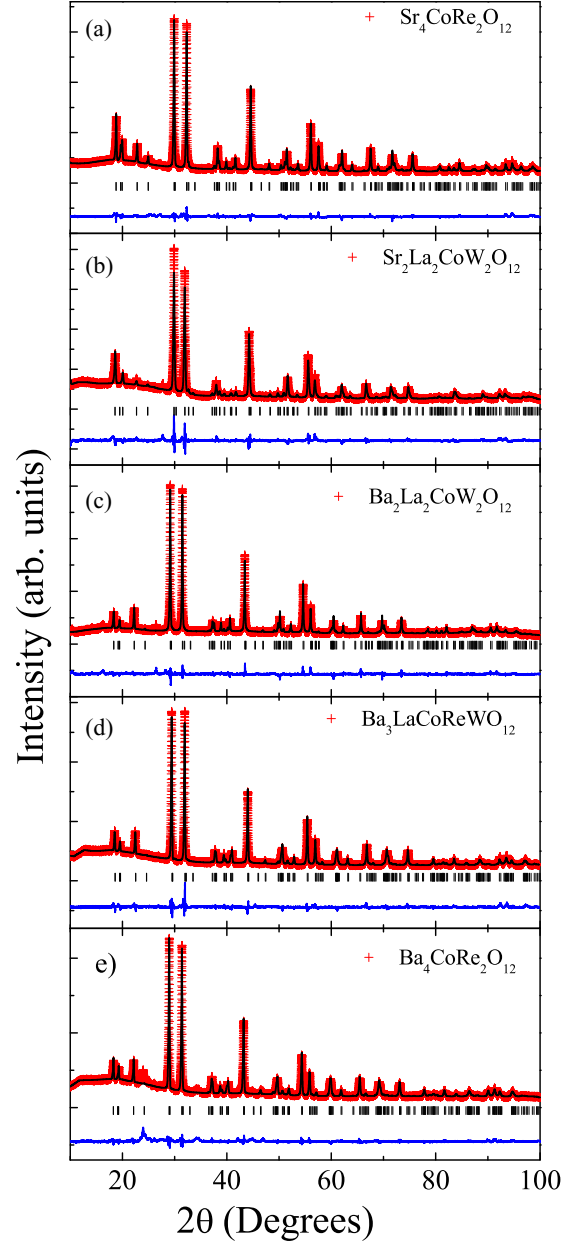 (a)
+ Sr₄CoRe₂O₁₂
(b)
+ Sr₂La₂CoW₂O₁₂
(c)
+ Ba₂La₂CoW₂O₁₂
(d)
+ Ba₃LaCoReWO₁₂
e)
+ Ba₄CoRe₂O₁₂
Intensity (arb. units)
20 40 60 80 100
2θ (Degrees)